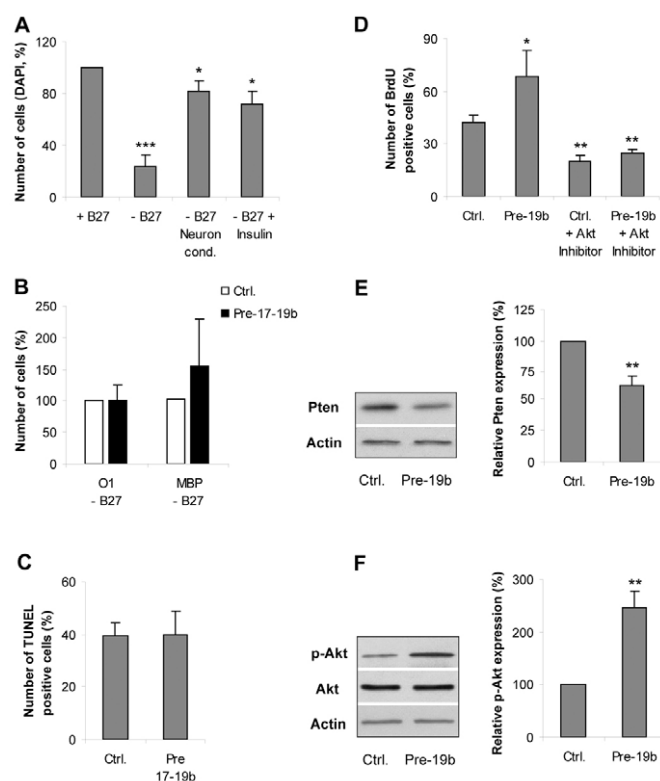 A
Number of cells (DAPI, %)
120
80
40
0
***
*
*
+ B27
- B27
- B27
Neuron
cond.
- B27 +
Insulin
B
Ctrl.
Pre-17-19b
Number of cells (%)
250
200
150
100
50
0
O1
- B27
MBP
- B27
C
Number of TUNEL
positive cells (%)
60
40
20
0
Ctrl.
Pre
17-19b
D
Number of BrdU
positive cells (%)
90
60
30
0
*
**
**
Ctrl.
Pre-19b
Ctrl.
+ Akt
Inhibitor
Pre-19b
+ Akt
Inhibitor
E
Pten
Actin
Ctrl. Pre-19b
Relative Pten expression (%)
125
100
75
50
25
0
**
Ctrl.
Pre-19b
F
p-Akt
Akt
Actin
Ctrl. Pre-19b
Relative p-Akt expression (%)
300
200
150
100
50
0
**
Ctrl.
Pre-19b